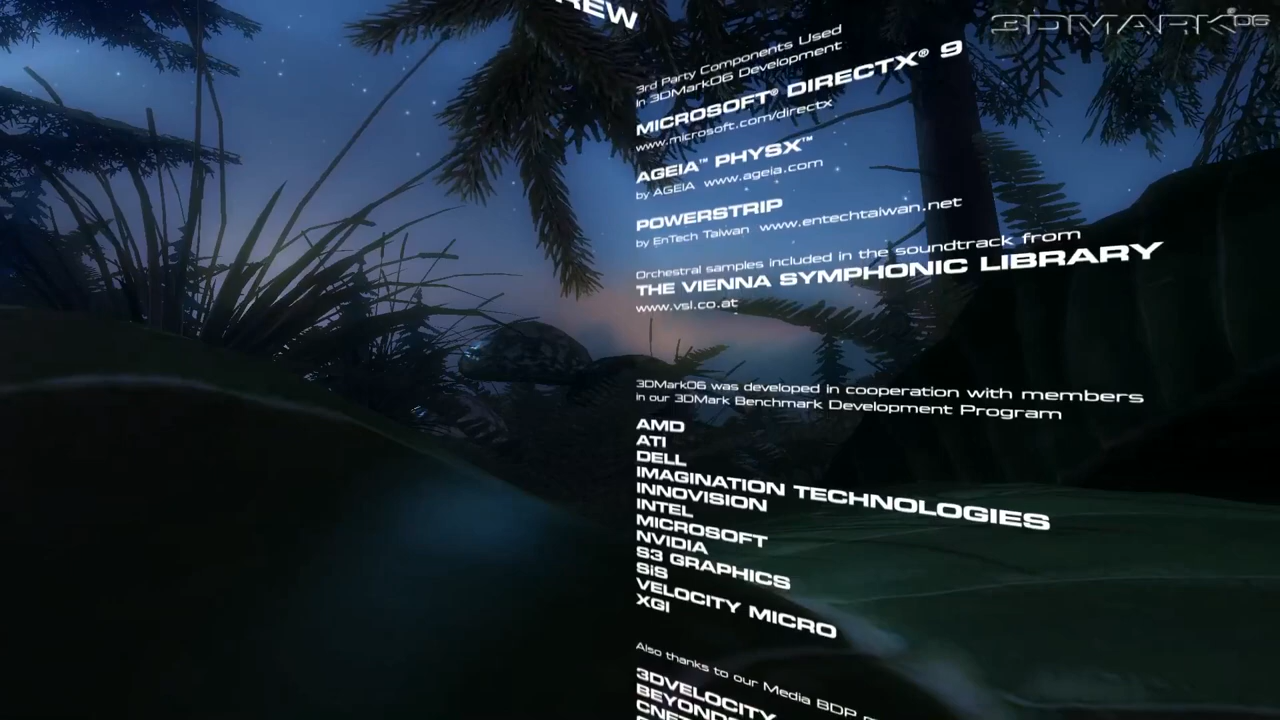 3DMARK®06
3rd Party Components Used
In 3DMark06 Development
MICROSOFT® DIRECTX® 9
www.microsoft.com/directx
AGEIA™ PHYSX™
by AGEIA www.ageia.com
POWERSTRIP
by EnTech Taiwan www.entechtaiwan.net
Orchestral samples included in the soundtrack from
THE VIENNA SYMPHONIC LIBRARY
www.vsl.co.at
3DMark06 was developed in cooperation with members
in our 3DMark Benchmark Development Program
AMD
ATI
DELL
IMAGINATION TECHNOLOGIES
INNOVISION
INTEL
MICROSOFT
NVIDIA
S3 GRAPHICS
SiS
VELOCITY MICRO
XGI
Also thanks to our Media BDP
3DVELOCITY